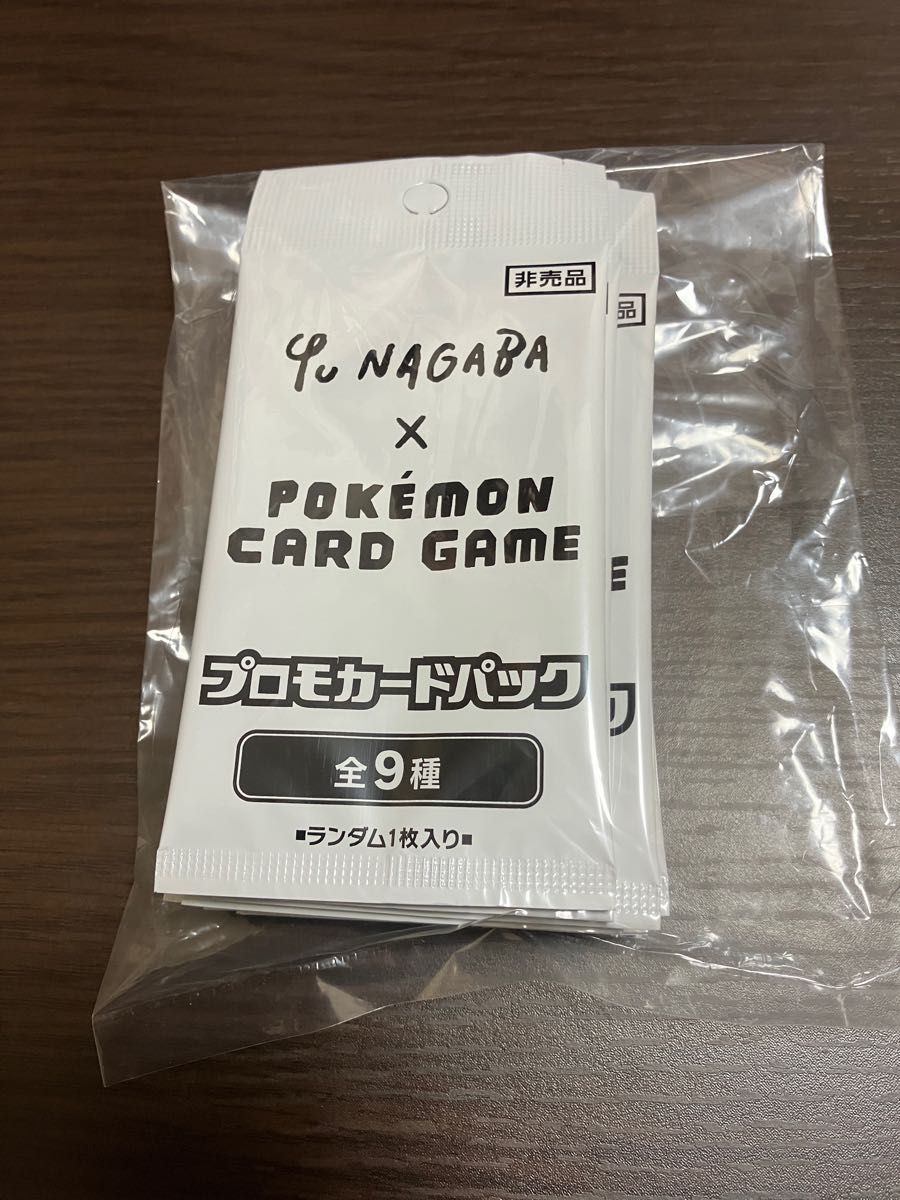 非売品
Yu NAGABA
×
POKÉMON
CARD GAME
プロモカードパック
全9種
■ランダム1枚入り■
品
E